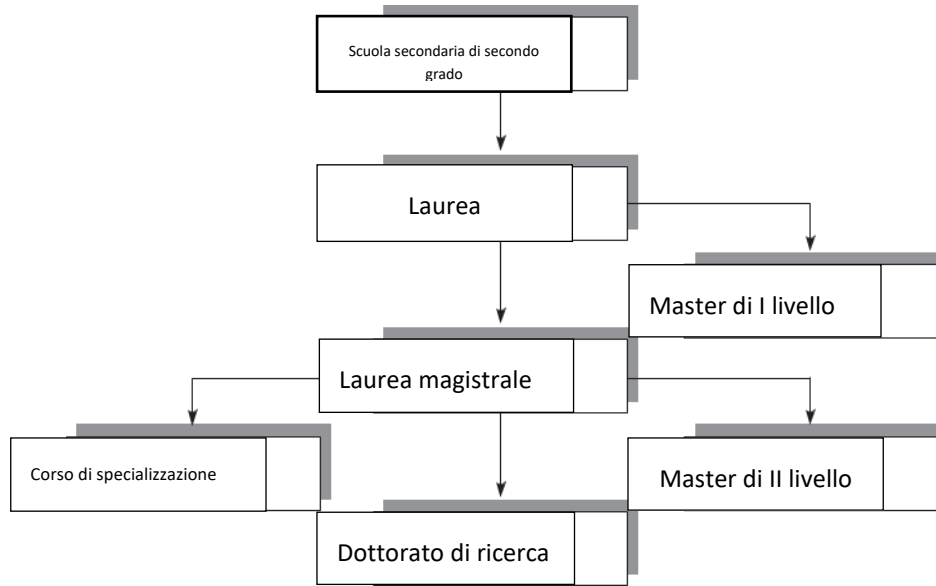 Scuola secondaria di secondo
grado
Laurea
Master di I livello
Laurea magistrale
Corso di specializzazione
Master di II livello
Dottorato di ricerca